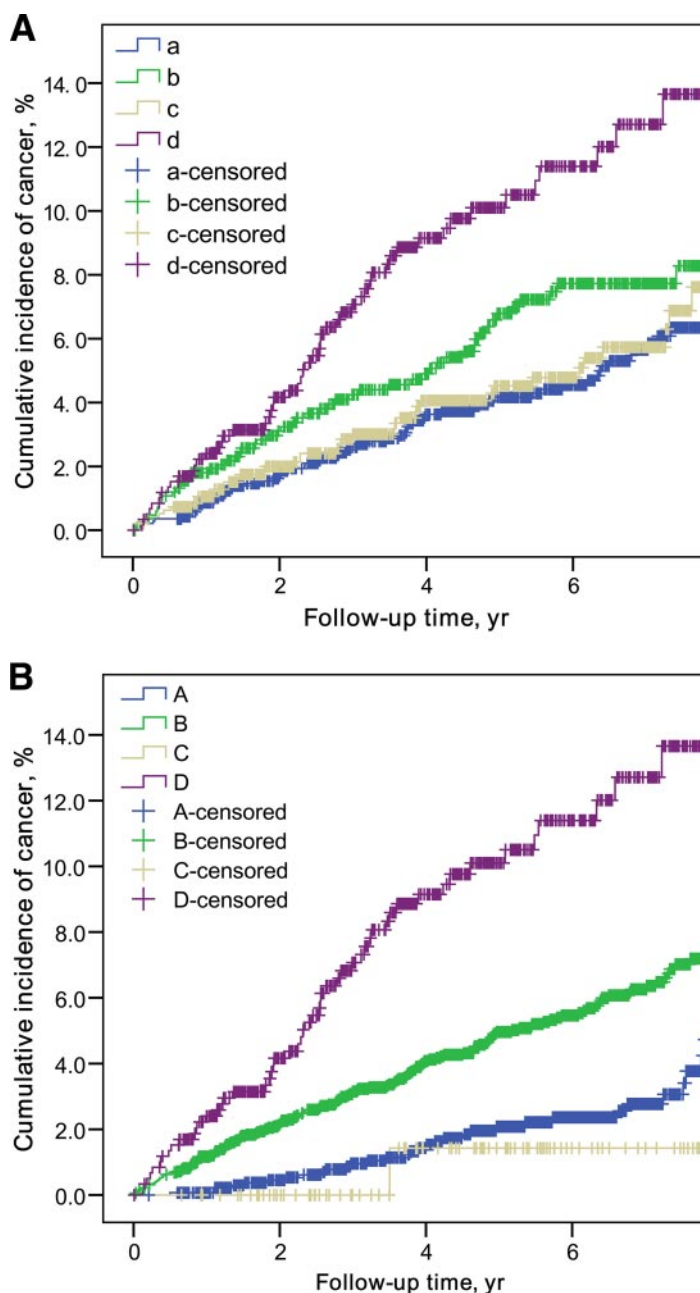 A
a
b
c
d
a-censored
b-censored
c-censored
d-censored
Cumulative incidence of cancer, %
14. 0
12. 0
10. 0
8. 0
6. 0
4. 0
2. 0
0. 0
0 2 4 6
Follow-up time, yr
B
A
B
C
D
A-censored
B-censored
C-censored
D-censored
Cumulative incidence of cancer, %
14.0
12.0
10.0
8.0
6.0
4.0
2.0
0.0
0 2 4 6
Follow-up time, yr